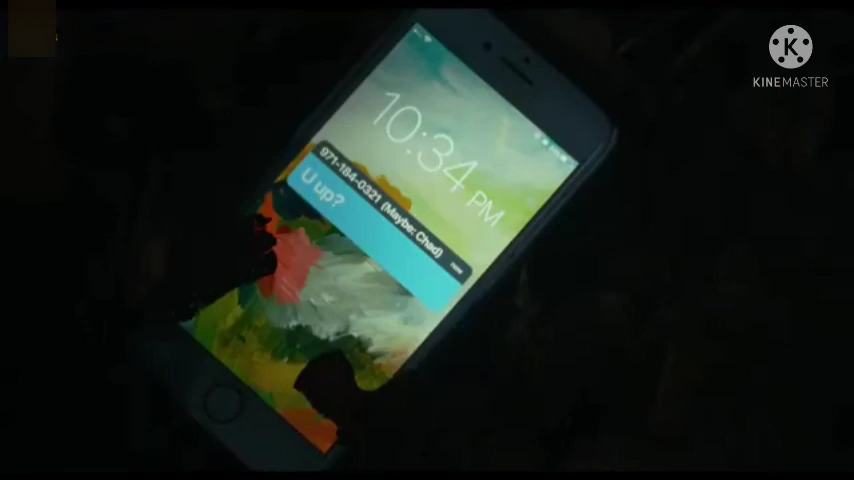 KINEMASTER
10:34 PM
971-184-0321 (Maybe: Chad)
now
U up?